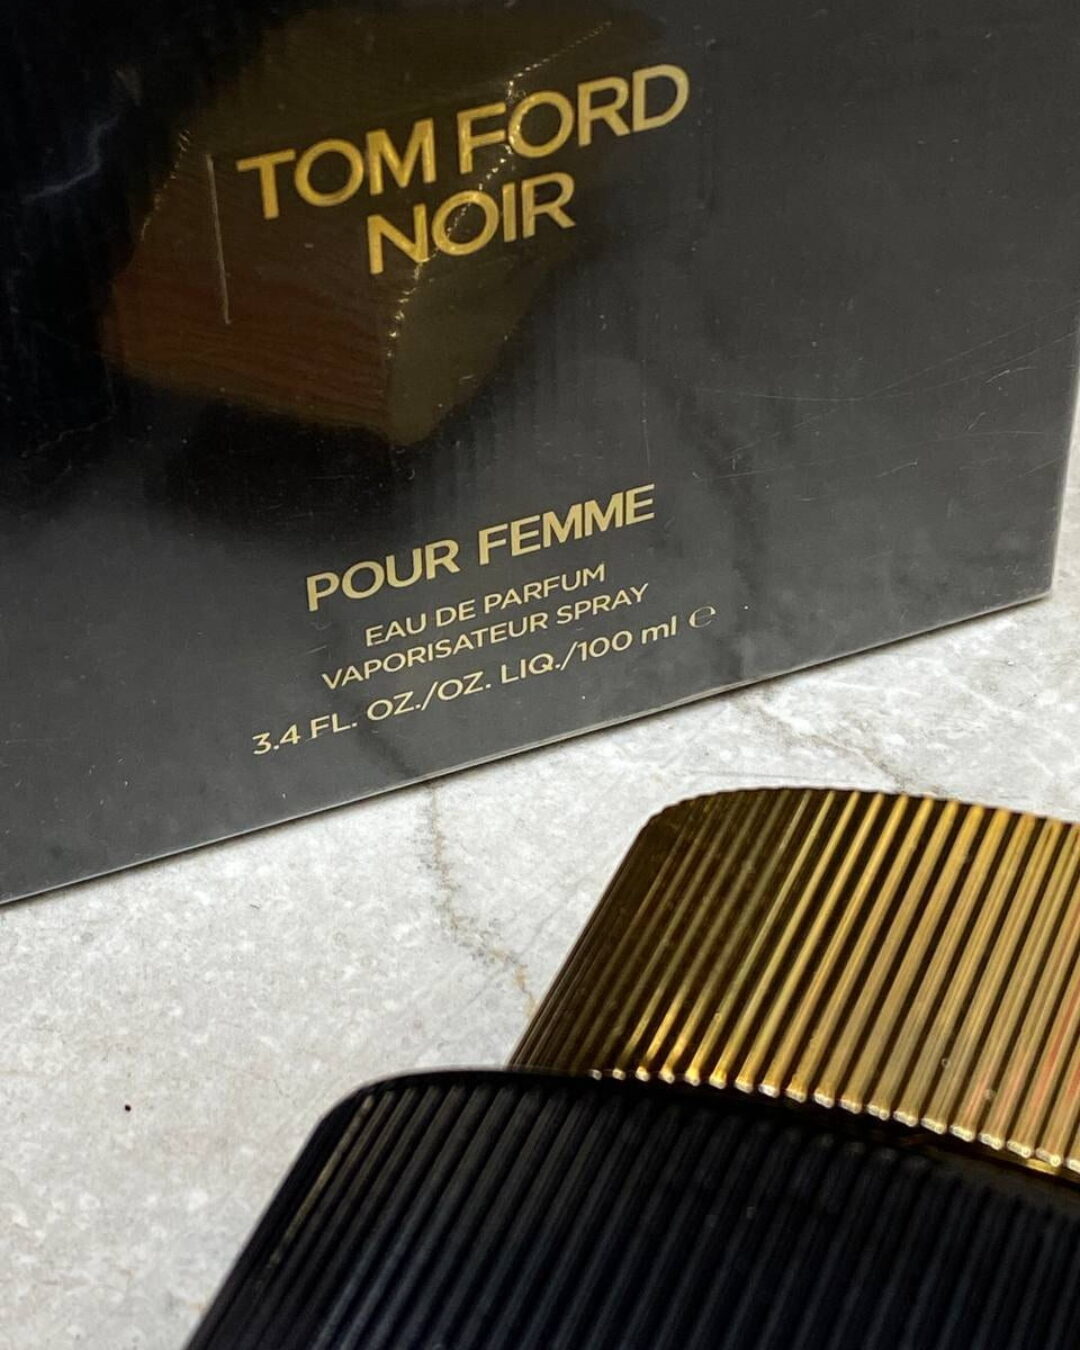 TOM FORD
NOIR
POUR FEMME
EAU DE PARFUM
VAPORISATEUR SPRAY
3.4 FL. OZ./OZ. LIQ./100 ml ℮